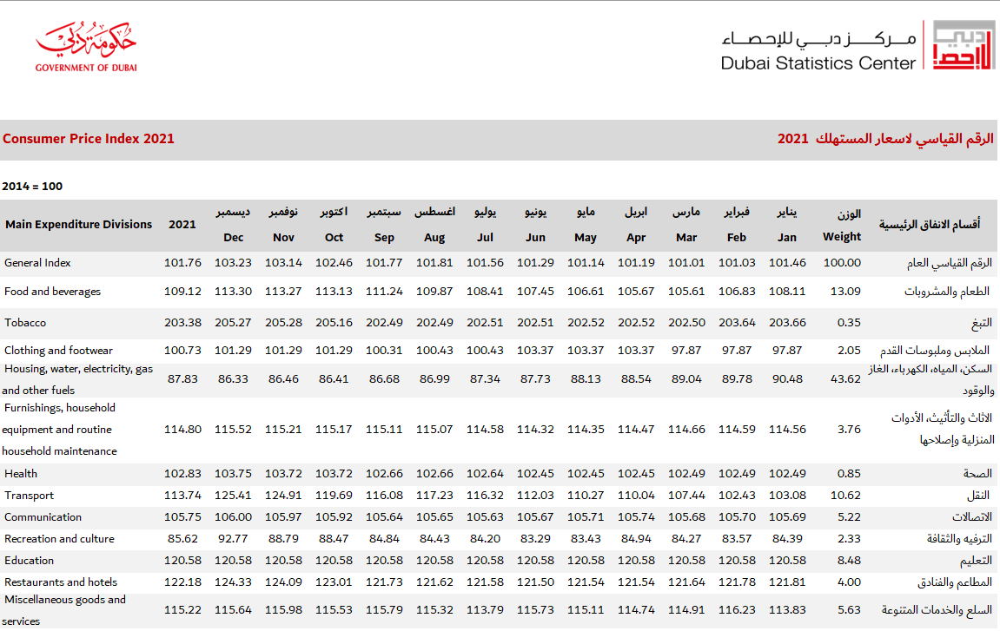 حكومة دبي
GOVERNMENT OF DUBAI
مركز دبي للإحصاء
Dubai Statistics Center
دبي
للإحصاء
Consumer Price Index 2021 الرقم القياسي لاسعار المستهلك 2021
2014 = 100
ديسمبر نوفمبر اكتوبر سبتمبر اغسطس يوليو يونيو مايو ابريل مارس فبراير يناير الوزن
Main Expenditure Divisions 2021 أقسام الانفاق الرئيسية
Dec Nov Oct Sep Aug Jul Jun May Apr Mar Feb Jan Weight
General Index 101.76 103.23 103.14 102.46 101.77 101.81 101.56 101.29 101.14 101.19 101.01 101.03 101.46 100.00 الرقم القياسي العام
Food and beverages 109.12 113.30 113.27 113.13 111.24 109.87 108.41 107.45 106.61 105.67 105.61 106.83 108.11 13.09 الطعام والمشروبات
Tobacco 203.38 205.27 205.28 205.16 202.49 202.49 202.51 202.51 202.52 202.52 202.50 203.64 203.66 0.35 التبغ
Clothing and footwear 100.73 101.29 101.29 101.29 100.31 100.43 100.43 103.37 103.37 103.37 97.87 97.87 97.87 2.05 الملابس وملبوسات القدم
Housing, water, electricity, gas السكن، المياه، الكهرباء، الغاز
87.83 86.33 86.46 86.41 86.68 86.99 87.34 87.73 88.13 88.54 89.04 89.78 90.48 43.62
and other fuels والوقود
Furnishings, household الاثاث والتأثيث، الأدوات
equipment and routine 114.80 115.52 115.21 115.17 115.11 115.07 114.58 114.32 114.35 114.47 114.66 114.59 114.56 3.76
household maintenance المنزلية وإصلاحها
Health 102.83 103.75 103.72 103.72 102.66 102.66 102.64 102.45 102.45 102.45 102.49 102.49 102.49 0.85 الصحة
Transport 113.74 125.41 124.91 119.69 116.08 117.23 116.32 112.03 110.27 110.04 107.44 102.43 103.08 10.62 النقل
Communication 105.75 106.00 105.97 105.92 105.64 105.65 105.63 105.67 105.71 105.74 105.68 105.70 105.69 5.22 الاتصالات
Recreation and culture 85.62 92.77 88.79 88.47 84.84 84.43 84.20 83.29 83.43 84.94 84.27 83.57 84.39 2.33 الترفيه والثقافة
Education 120.58 120.58 120.58 120.58 120.58 120.58 120.58 120.58 120.58 120.58 120.58 120.58 120.58 8.48 التعليم
Restaurants and hotels 122.18 124.33 124.09 123.01 121.73 121.62 121.58 121.50 121.54 121.54 121.64 121.78 121.81 4.00 المطاعم والفنادق
Miscellaneous goods and
115.22 115.64 115.98 115.53 115.79 115.32 113.79 115.73 115.11 114.74 114.91 116.23 113.83 5.63 السلع والخدمات المتنوعة
services